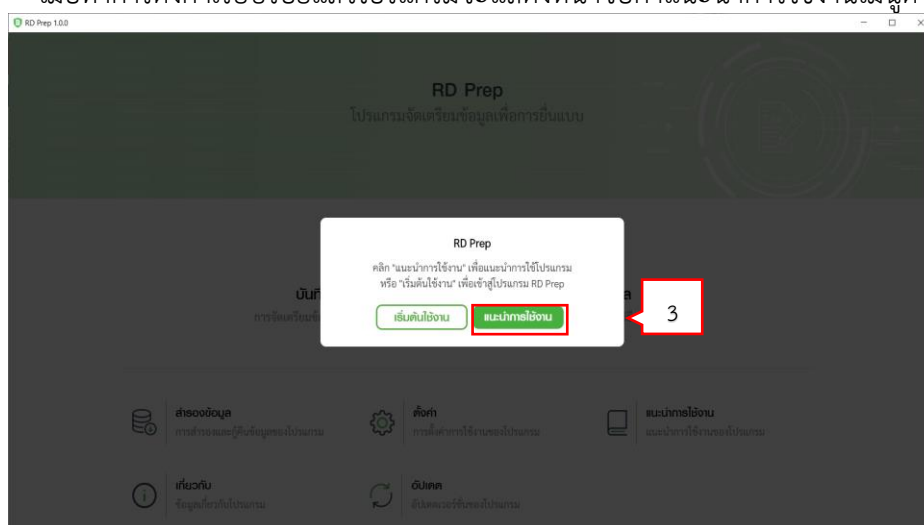 RD Prep 1.0.0
RD Prep
โปรแกรมจัดเตรียมข้อมูลเพื่อการยื่นแบบ
RD Prep
คลิก "แนะนำการใช้งาน" เพื่อแนะนำการใช้โปรแกรม
หรือ "เริ่มต้นใช้งาน" เพื่อเข้าสู่โปรแกรม RD Prep
เริ่มต้นใช้งาน
แนะนำการใช้งาน
3
สำรองข้อมูล
การสำรองและกู้คืนข้อมูลของโปรแกรม
ตั้งค่า
การตั้งค่าการใช้งานของโปรแกรม
แนะนำการใช้งาน
แนะนำการใช้งานของโปรแกรม
เกี่ยวกับ
ข้อมูลเกี่ยวกับโปรแกรม
อัปเดต
อัปเดตเวอร์ชั่นของโปรแกรม